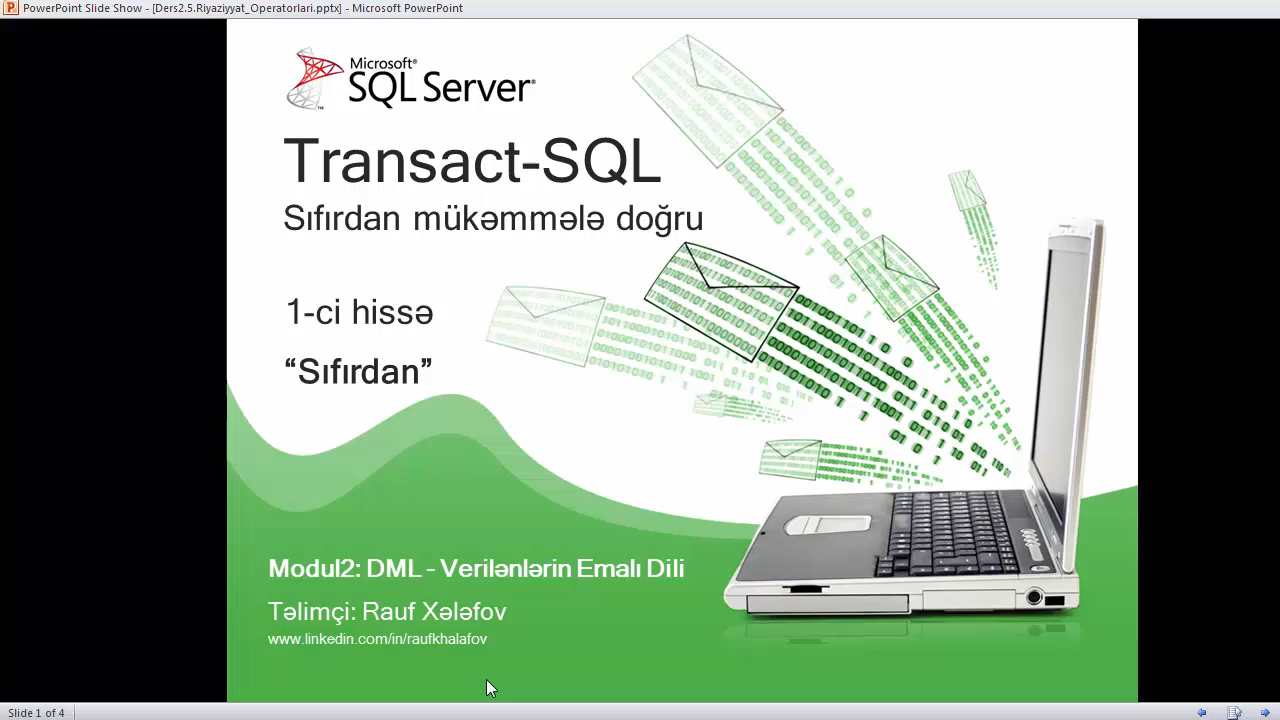 PowerPoint Slide Show - [Ders2.5.Riyaziyyat_Operatorlari.pptx] - Microsoft PowerPoint
Microsoft®
SQL Server®
Transact-SQL
Sıfırdan mükəmmələ doğru
1-ci hissə
“Sıfırdan”
Modul2: DML - Verilənlərin Emalı Dili
Təlimçi: Rauf Xələfov
www.linkedin.com/in/raufkhalafov
Slide 1 of 4